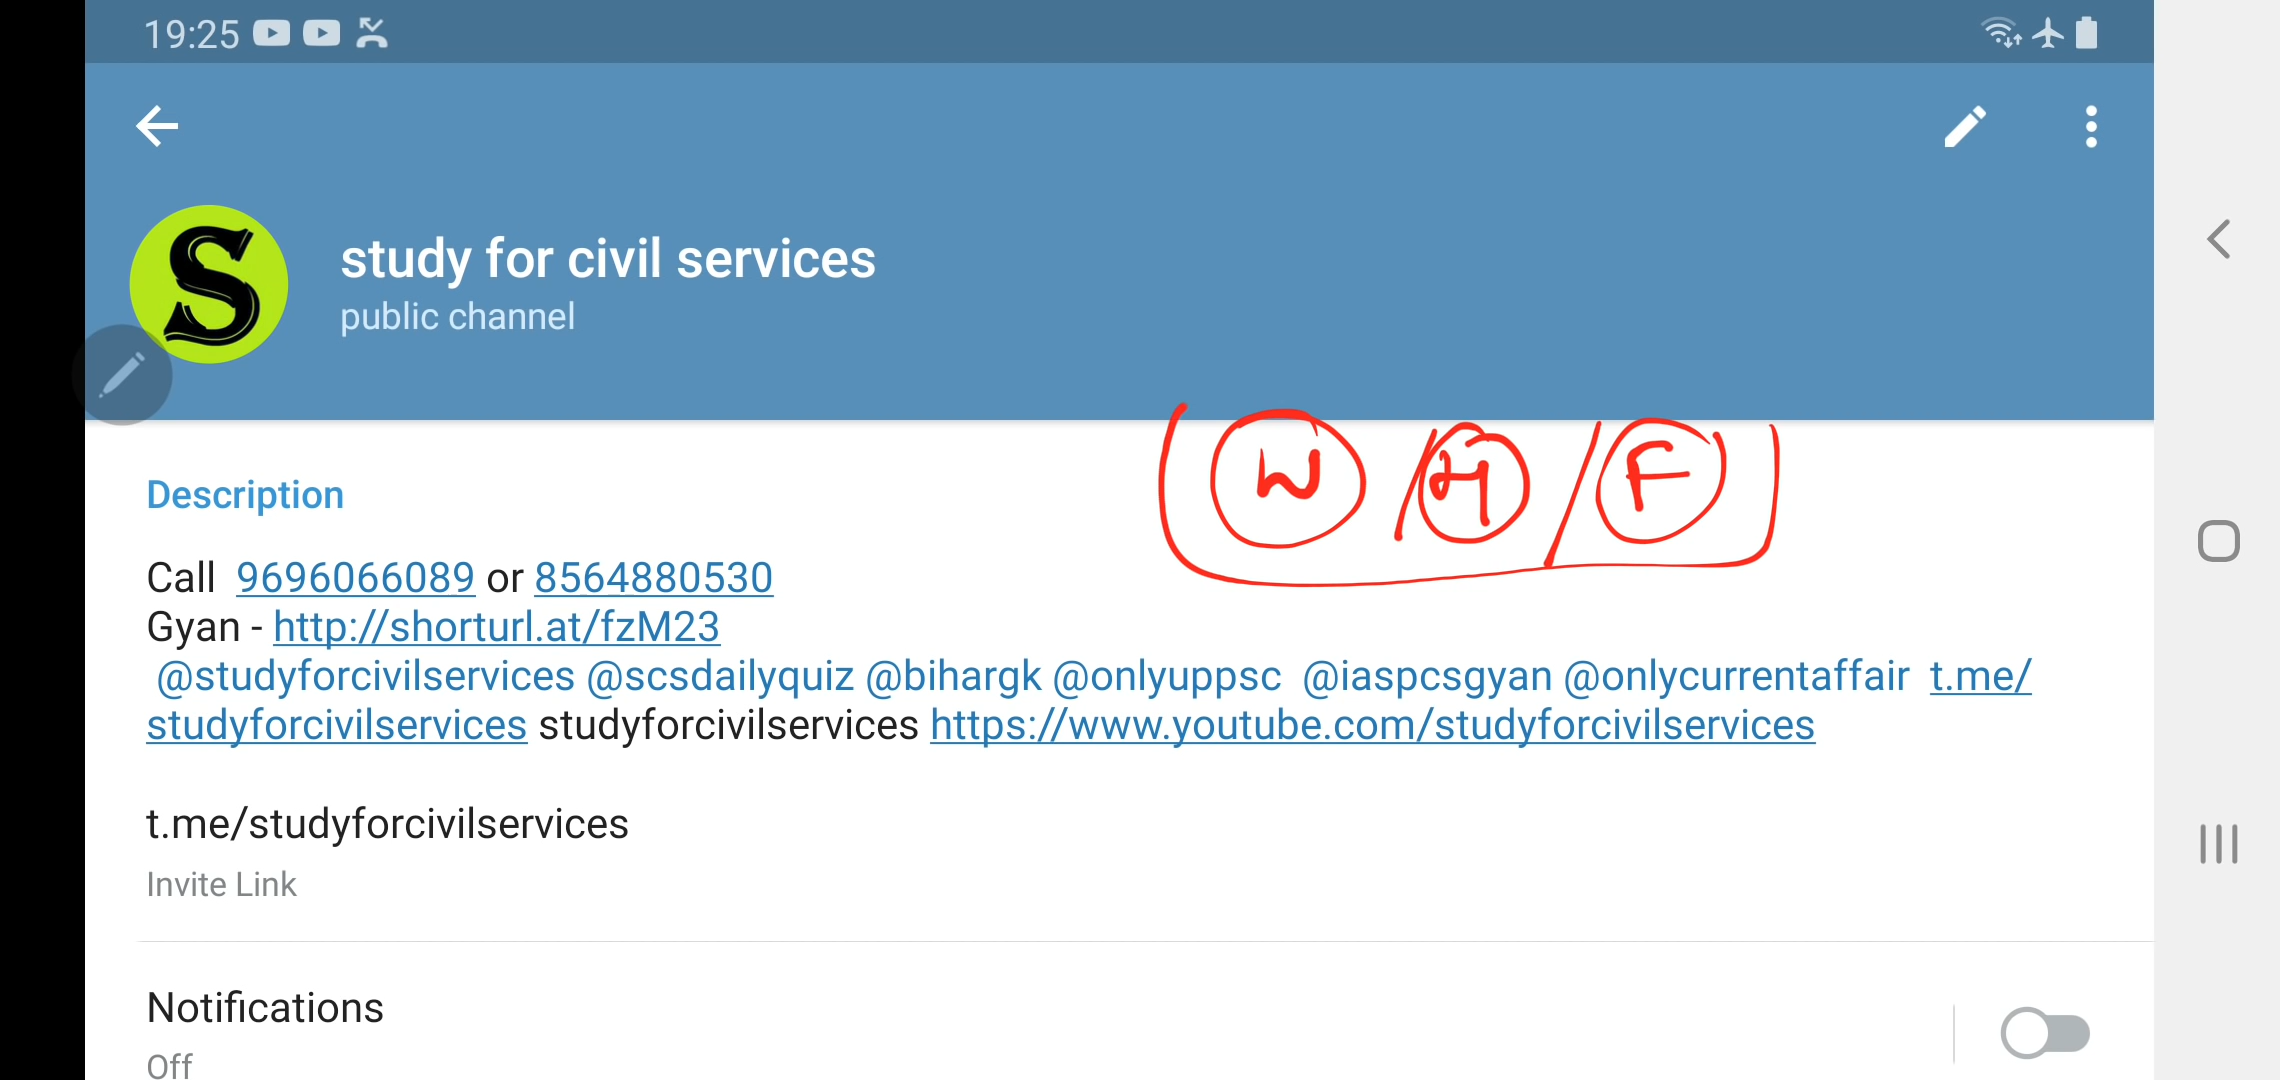 19:25
study for civil services
public channel
W / म / F
Description
Call 9696066089 or 8564880530
Gyan - http://shorturl.at/fzM23
@studyforcivilservices @scsdailyquiz @bihargk @onlyuppsc @iaspcsgyan @onlycurrentaffair t.me/
studyforcivilservices studyforcivilservices https://www.youtube.com/studyforcivilservices
t.me/studyforcivilservices
Invite Link
Notifications
Off